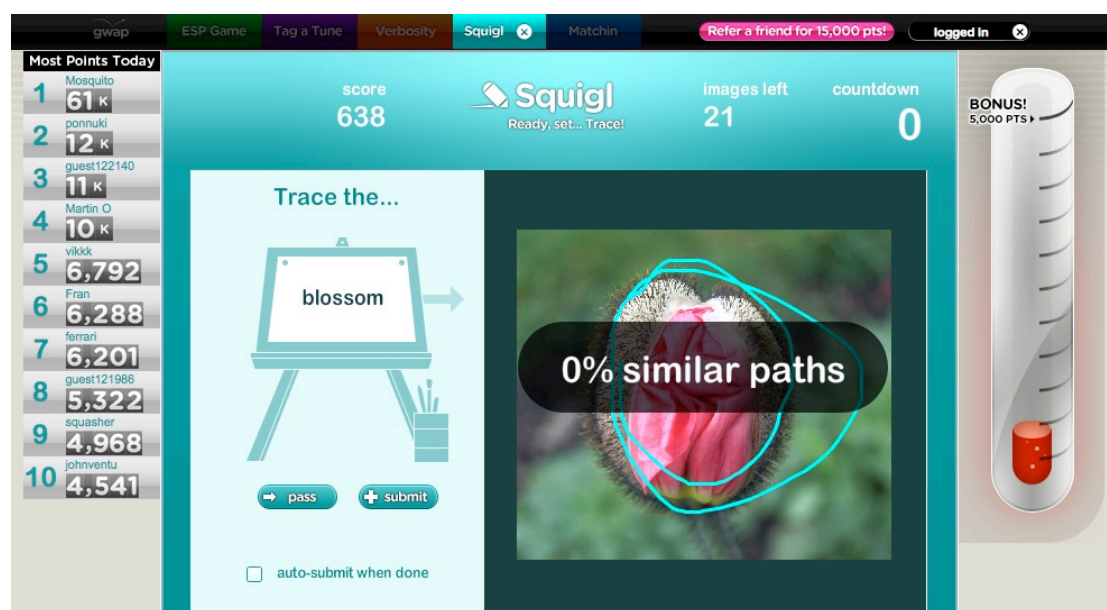 gwap
ESP Game
Tag a Tune
Verbosity
Squigl
Matchin
Refer a friend for 15,000 pts!
logged in
Most Points Today
1 Mosquito
61 K
2 ponnuki
12 K
3 guest122140
11 K
4 Martin O
10 K
5 vikkk
6,792
6 Fran
6,288
7 ferrari
6,201
8 guest121986
5,322
9 squasher
4,968
10 johnventu
4,541
score
638
Squigl
Ready, set... Trace!
images left
21
countdown
0
Trace the...
blossom
pass
submit
auto-submit when done
0% similar paths
BONUS!
5,000 PTS